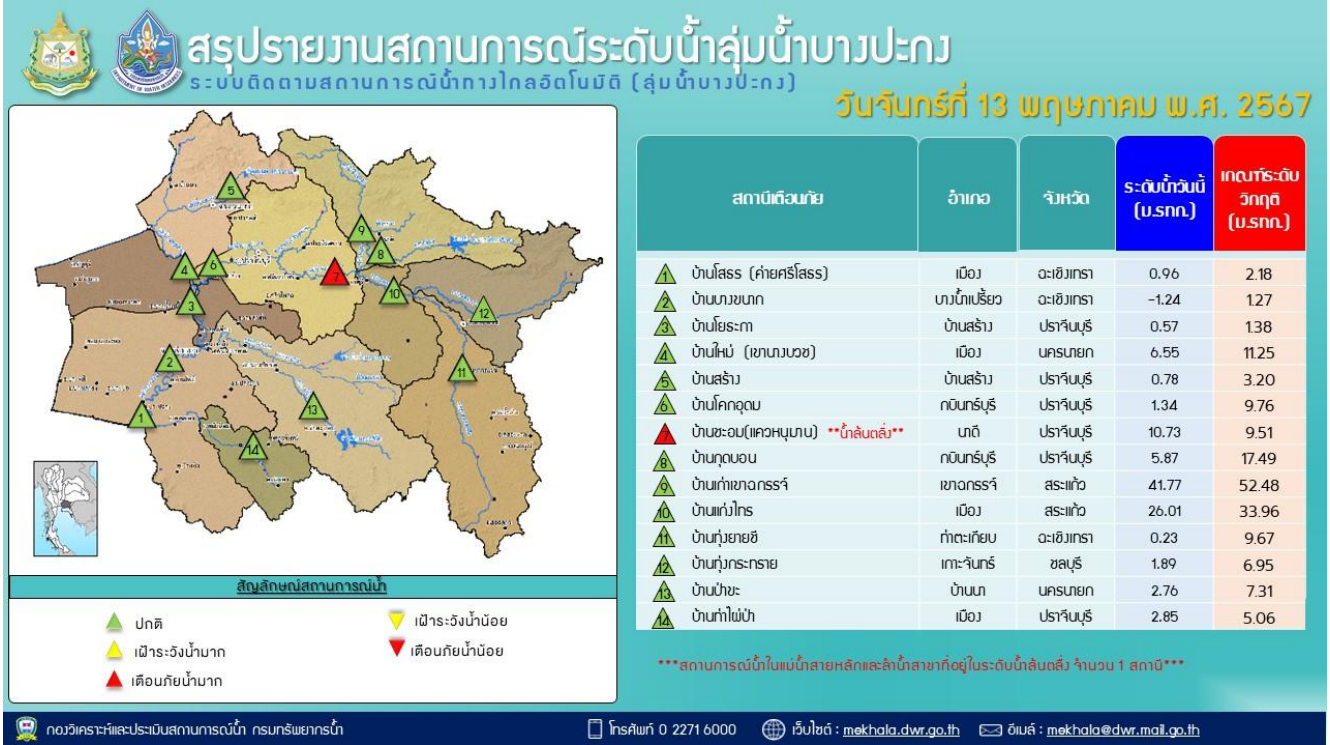 สรุปรายงานสถานการณ์ระดับน้ำลุ่มน้ำบางปะกง
ระบบติดตามสถานการณ์น้ำทางไกลอัตโนมัติ (ลุ่มน้ำบางปะกง)
วันจันทร์ที่ 13 พฤษภาคม พ.ศ. 2567
5
9
8
4
6
7
10
3
12
2
11
1
13
14
สัญลักษณ์สถานการณ์น้ำ
ปกติ
เฝ้าระวังน้ำน้อย
เฝ้าระวังน้ำมาก
เตือนภัยน้ำน้อย
เตือนภัยน้ำมาก
สถานีเตือนภัย อำเภอ จังหวัด ระดับน้ำวันนี้ (ม.รทก.) เกณฑ์ระดับวิกฤติ (ม.รทก.)
1 บ้านโสธร (ค่ายศรีโสธร) เมือง ฉะเชิงเทรา 0.96 2.18
2 บ้านบางขนาก บางน้ำเปรี้ยว ฉะเชิงเทรา -1.24 1.27
3 บ้านโยธะกา บ้านสร้าง ปราจีนบุรี 0.57 1.38
4 บ้านใหม่ (เขานางบวช) เมือง นครนายก 6.55 11.25
5 บ้านสร้าง บ้านสร้าง ปราจีนบุรี 0.78 3.20
6 บ้านโคกอุดม กบินทร์บุรี ปราจีนบุรี 1.34 9.76
7 บ้านซะอม(แควหนุมาน) **น้ำล้นตลิ่ง** นาดี ปราจีนบุรี 10.73 9.51
8 บ้านกุดบอน กบินทร์บุรี ปราจีนบุรี 5.87 17.49
9 บ้านเก่าเขาฉกรรจ์ เขาฉกรรจ์ สระแก้ว 41.77 52.48
10 บ้านแก่งไทร เมือง สระแก้ว 26.01 33.96
11 บ้านทุ่งยายชี ท่าตะเกียบ ฉะเชิงเทรา 0.23 9.67
12 บ้านทุ่งกระทราย เกาะจันทร์ ชลบุรี 1.89 6.95
13 บ้านป่าขะ บ้านนา นครนายก 2.76 7.31
14 บ้านท่าไผ่ป่า เมือง ปราจีนบุรี 2.85 5.06
***สถานการณ์น้ำในแม่น้ำสายหลักและลำน้ำสาขาที่อยู่ในระดับน้ำล้นตลิ่ง จำนวน 1 สถานี***
กองวิเคราะห์และประเมินสถานการณ์น้ำ กรมทรัพยากรน้ำ
โทรศัพท์ 0 2271 6000 เว็บไซต์ : mekhala.dwr.go.th อีเมล์ : mekhala@dwr.mail.go.th